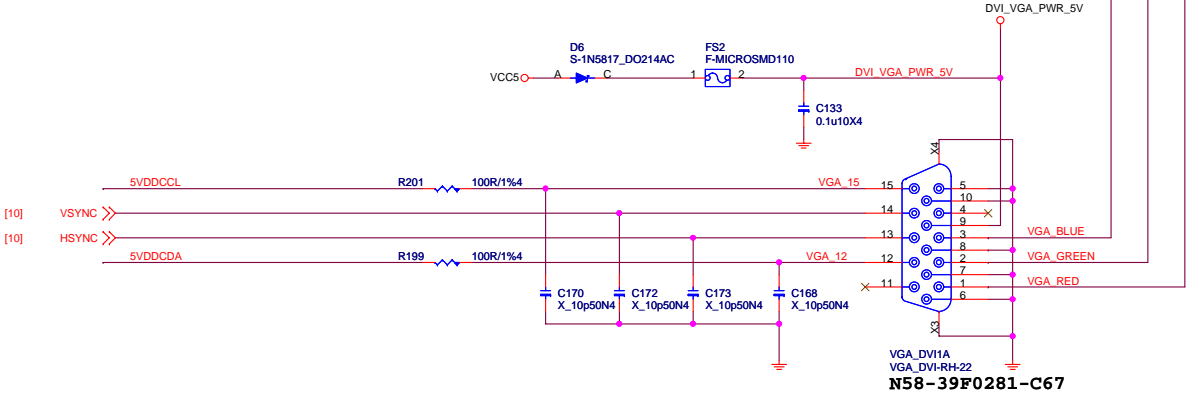 DVI_VGA_PWR_5V
D6
S-1N5817_DO214AC
FS2
F-MICROSMD110
VCC5
A
C
1
2
DVI_VGA_PWR_5V
C133
0.1u10X4
X4
5VDDCCL
R201
100R/1%4
VGA_15
15
5
10
[10]
VSYNC
14
4
9
[10]
HSYNC
13
3
VGA_BLUE
8
5VDDCDA
R199
100R/1%4
VGA_12
12
2
VGA_GREEN
7
11
1
VGA_RED
6
C170
X_10p50N4
C172
X_10p50N4
C173
X_10p50N4
C168
X_10p50N4
X3
VGA_DVI1A
VGA_DVI-RH-22
N58-39F0281-C67